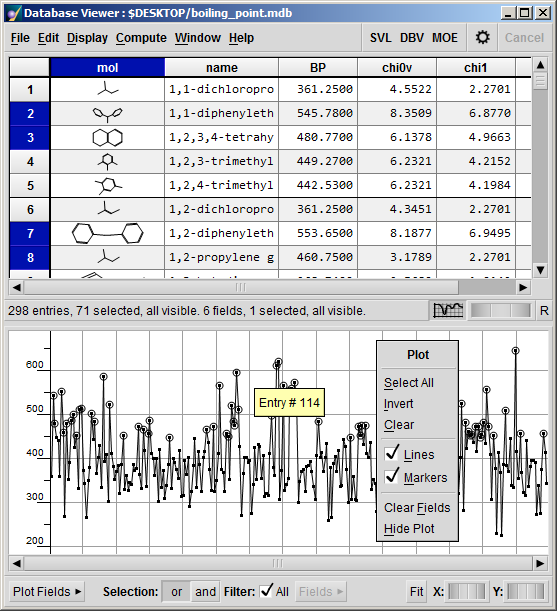 Database Viewer : $DESKTOP/boiling_point.mdb
File Edit Display Compute Window Help SVL DBV MOE Cancel
mol name BP chi0v chi1
1 1,1-dichloropro 361.2500 4.5522 2.2701
2 1,1-diphenyleth 545.7800 8.3509 6.8770
3 1,2,3,4-tetrahy 480.7700 6.1378 4.9663
4 1,2,3-trimethyl 449.2700 6.2321 4.2152
5 1,2,4-trimethyl 442.5300 6.2321 4.1984
6 1,2-dichloropro 361.2500 4.3451 2.2701
7 1,2-diphenyleth 553.6500 8.1877 6.9495
8 1,2-propylene g 460.7500 3.1789 2.2701
298 entries, 71 selected, all visible. 6 fields, 1 selected, all visible. R
600
500
400
300
200
Entry # 114
Plot
Select All
Invert
Clear
Lines
Markers
Clear Fields
Hide Plot
Plot Fields Selection: or and Filter: All Fields Fit X: Y: